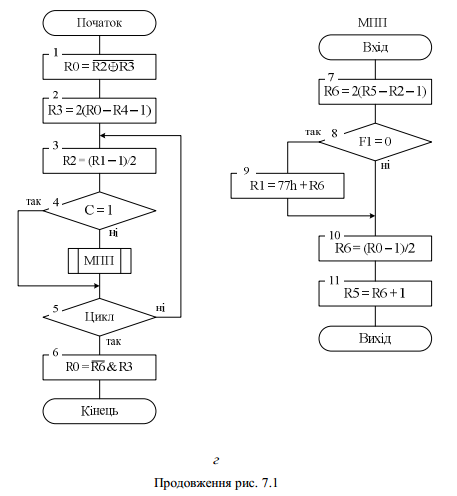 Початок
1
R0 = R̅2̅⊕̅R̅3̅
2
R3 = 2(R0−R4−1)
3
R2 = (R1−1)/2
так
4
C = 1
ні
МПП
5
Цикл
ні
так
6
R0 = R̅6̅ & R3
Кінець
МПП
Вхід
7
R6 = 2(R5−R2−1)
так
8
F1 = 0
ні
9
R1 = 77h + R6
10
R6 = (R0−1)/2
11
R5 = R6 + 1
Вихід
г
Продовження рис. 7.1